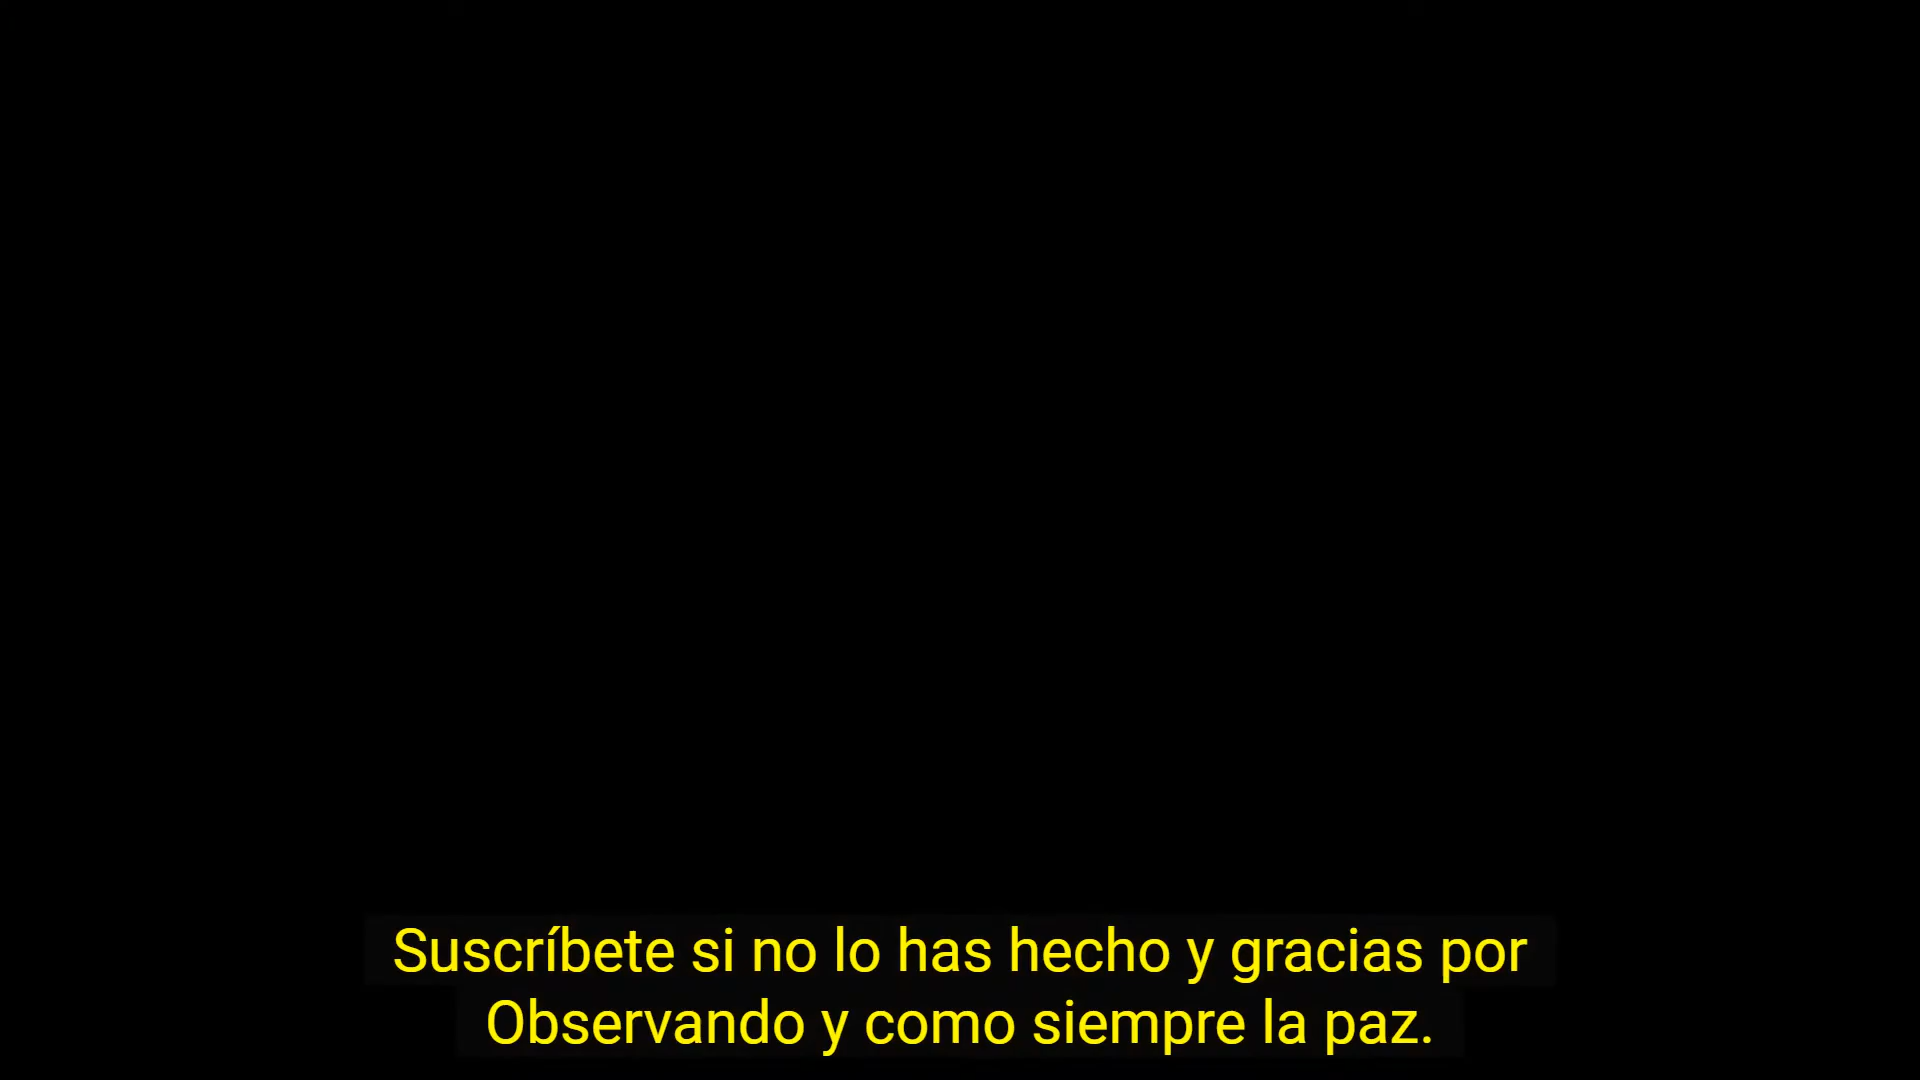 Suscríbete si no lo has hecho y gracias por
Observando y como siempre la paz.